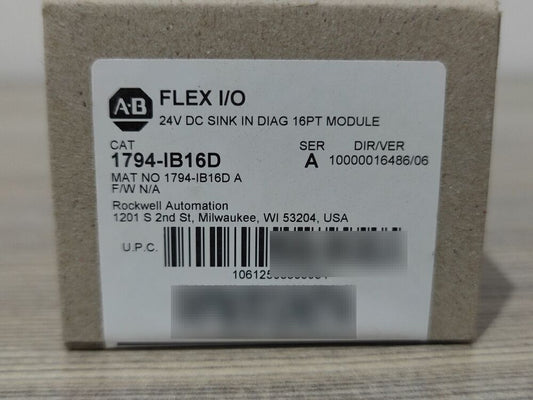 A-B
FLEX I/O
24V DC SINK IN DIAG 16PT MODULE
CAT SER DIR/VER
1794-IB16D A 10000016486/06
MAT NO 1794-IB16D A
F/W N/A
Rockwell Automation
1201 S 2nd St, Milwaukee, WI 53204, USA
U.P.C.